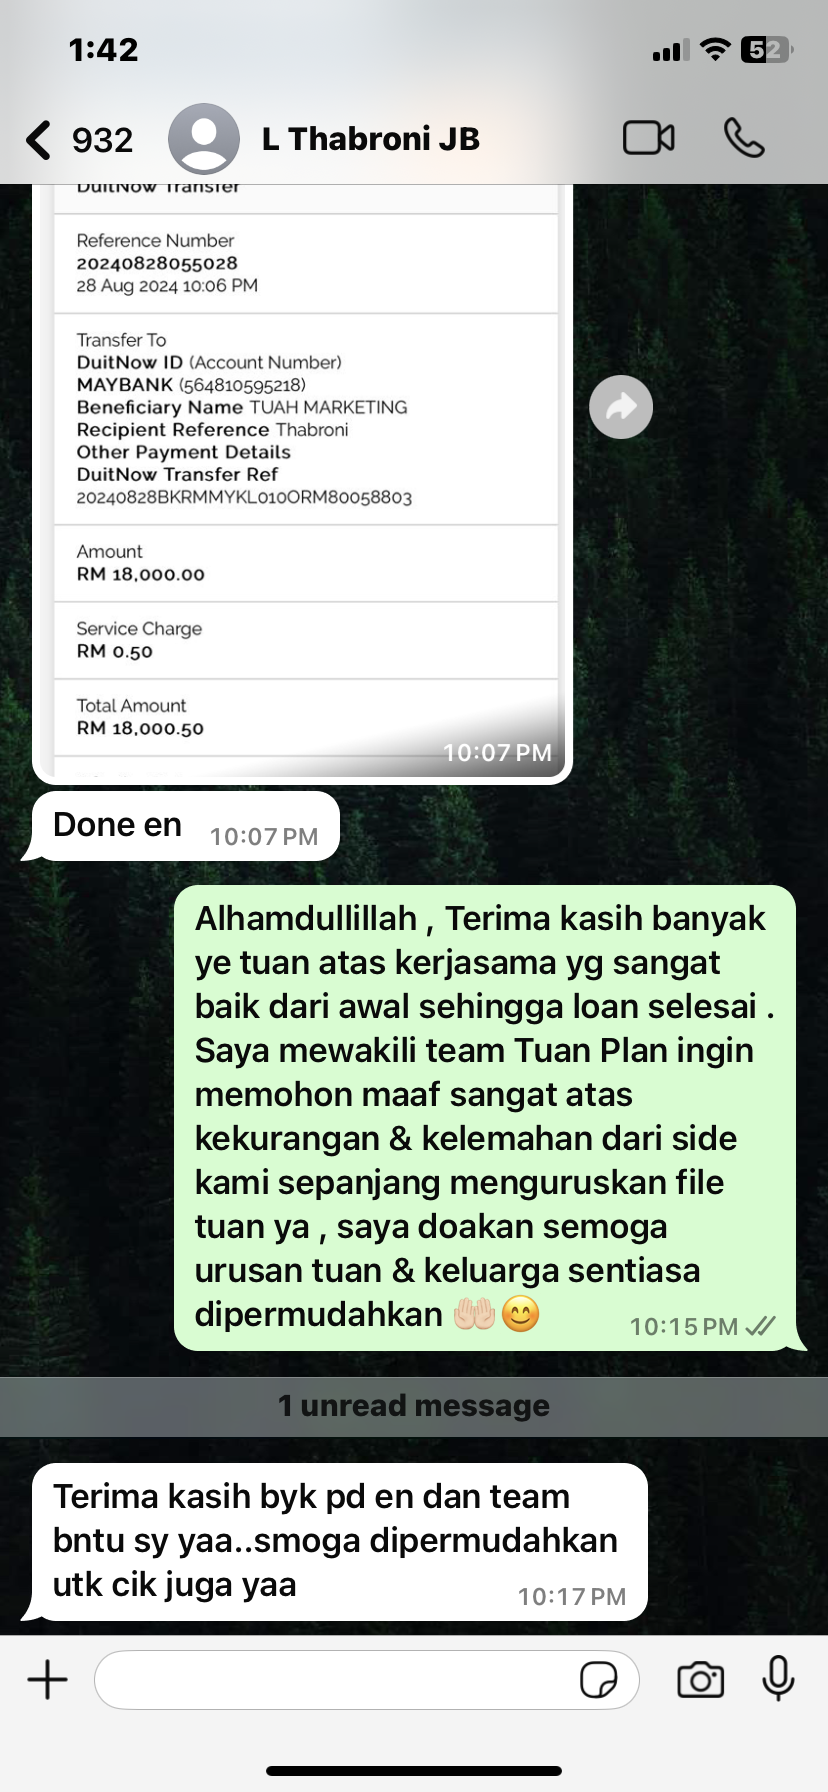 1:42
52
932
L Thabroni JB
DuitNow Transfer
Reference Number
20240828055028
28 Aug 2024 10:06 PM
Transfer To
DuitNow ID (Account Number)
MAYBANK (564810595218)
Beneficiary Name TUAH MARKETING
Recipient Reference Thabroni
Other Payment Details
DuitNow Transfer Ref
20240828BKRMMYKL010ORM80058803
Amount
RM 18,000.00
Service Charge
RM 0.50
Total Amount
RM 18,000.50
10:07 PM
Done en
10:07 PM
Alhamdullillah , Terima kasih banyak
ye tuan atas kerjasama yg sangat
baik dari awal sehingga loan selesai .
Saya mewakili team Tuan Plan ingin
memohon maaf sangat atas
kekurangan & kelemahan dari side
kami sepanjang menguruskan file
tuan ya , saya doakan semoga
urusan tuan & keluarga sentiasa
dipermudahkan 🤲🏻😊
10:15 PM
1 unread message
Terima kasih byk pd en dan team
bntu sy yaa..smoga dipermudahkan
utk cik juga yaa
10:17 PM